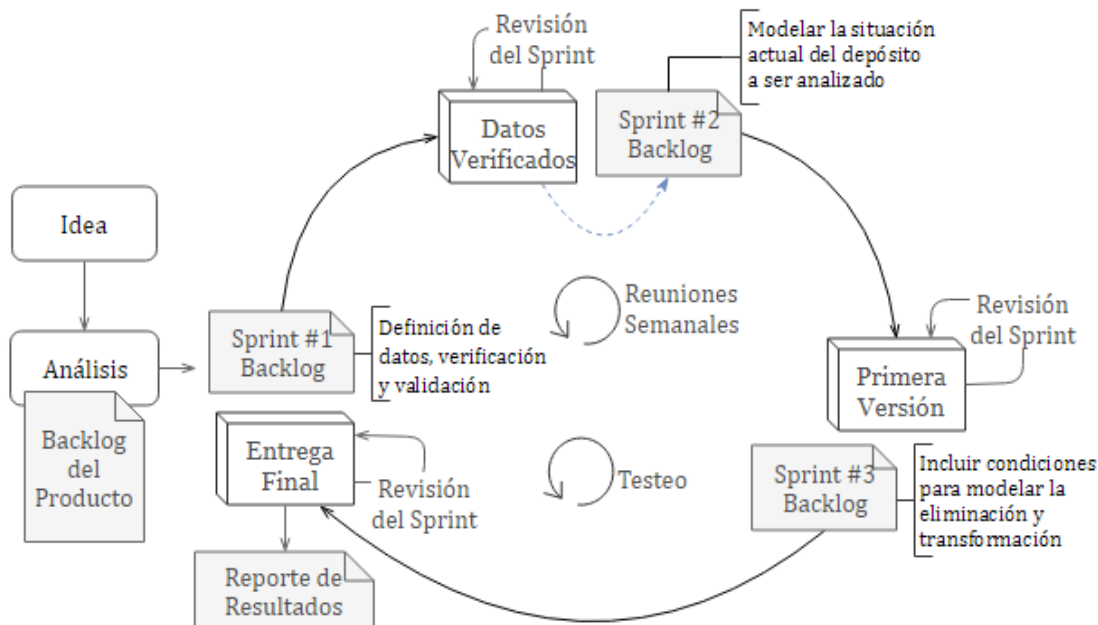 Revisión
del Sprint
Modelar la situación
actual del depósito
a ser analizado
Datos
Verificados
Sprint #2
Backlog
Idea
Reuniones
Semanales
Revisión
del Sprint
Sprint #1
Backlog
Definición de
datos, verificación
y validación
Análisis
Primera
Versión
Backlog
del
Producto
Entrega
Final
Revisión
del Sprint
Testeo
Sprint #3
Backlog
Incluir condiciones
para modelar la
eliminación y
transformación
Reporte de
Resultados